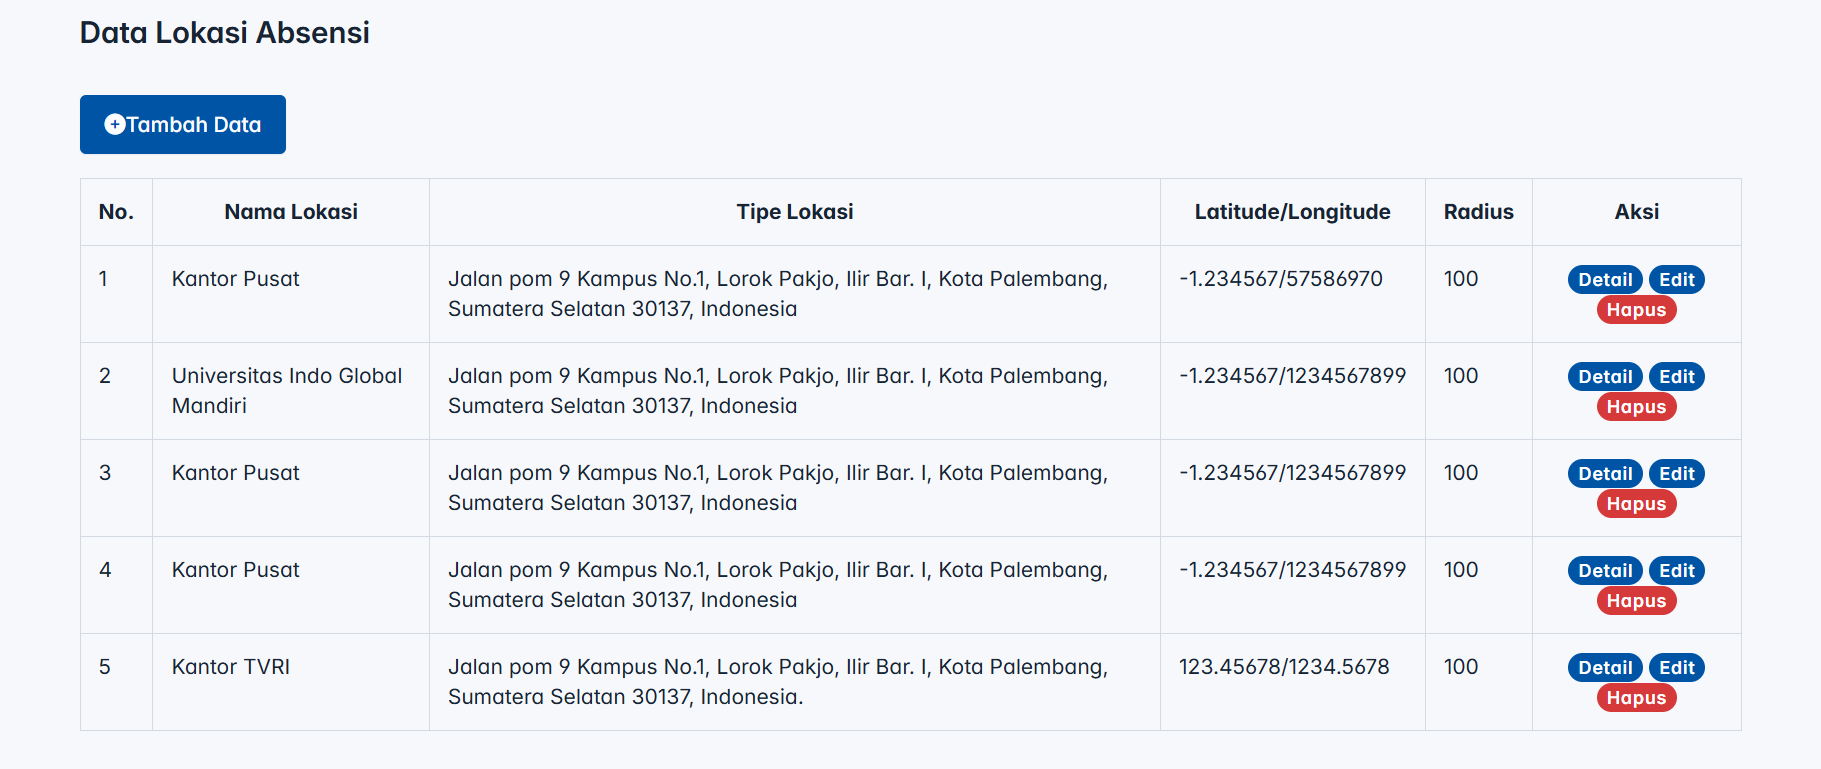 Data Lokasi Absensi
Tambah Data
No. Nama Lokasi Tipe Lokasi Latitude/Longitude Radius Aksi
1 Kantor Pusat Jalan pom 9 Kampus No.1, Lorok Pakjo, Ilir Bar. I, Kota Palembang, -1.234567/57586970 100 Detail Edit
Sumatera Selatan 30137, Indonesia Hapus
2 Universitas Indo Global Jalan pom 9 Kampus No.1, Lorok Pakjo, Ilir Bar. I, Kota Palembang, -1.234567/1234567899 100 Detail Edit
Mandiri Sumatera Selatan 30137, Indonesia Hapus
3 Kantor Pusat Jalan pom 9 Kampus No.1, Lorok Pakjo, Ilir Bar. I, Kota Palembang, -1.234567/1234567899 100 Detail Edit
Sumatera Selatan 30137, Indonesia Hapus
4 Kantor Pusat Jalan pom 9 Kampus No.1, Lorok Pakjo, Ilir Bar. I, Kota Palembang, -1.234567/1234567899 100 Detail Edit
Sumatera Selatan 30137, Indonesia Hapus
5 Kantor TVRI Jalan pom 9 Kampus No.1, Lorok Pakjo, Ilir Bar. I, Kota Palembang, 123.45678/1234.5678 100 Detail Edit
Sumatera Selatan 30137, Indonesia. Hapus